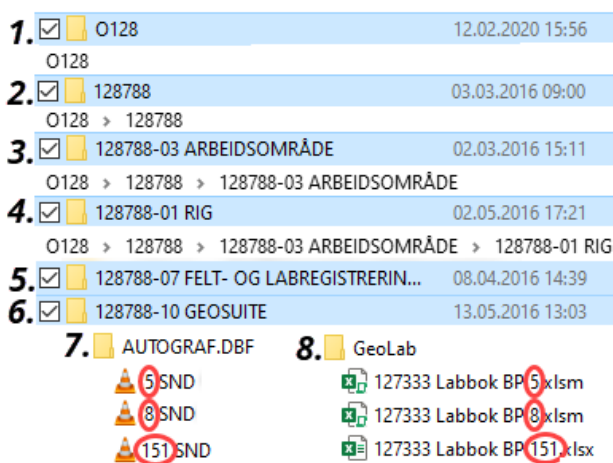 1. O128 12.02.2020 15:56
O128
2. 128788 03.03.2016 09:00
O128 > 128788
3. 128788-03 ARBEIDSOMRÅDE 02.03.2016 15:11
O128 > 128788 > 128788-03 ARBEIDSOMRÅDE
4. 128788-01 RIG 02.05.2016 17:21
O128 > 128788 > 128788-03 ARBEIDSOMRÅDE > 128788-01 RIG
5. 128788-07 FELT- OG LABREGISTRERIN... 08.04.2016 14:39
6. 128788-10 GEOSUITE 13.05.2016 13:03
7. AUTOGRAF.DBF 8. GeoLab
5.SND 127333 Labbok BP 5.xlsm
8.SND 127333 Labbok BP 8.xlsm
151.SND 127333 Labbok BP 151.xlsx